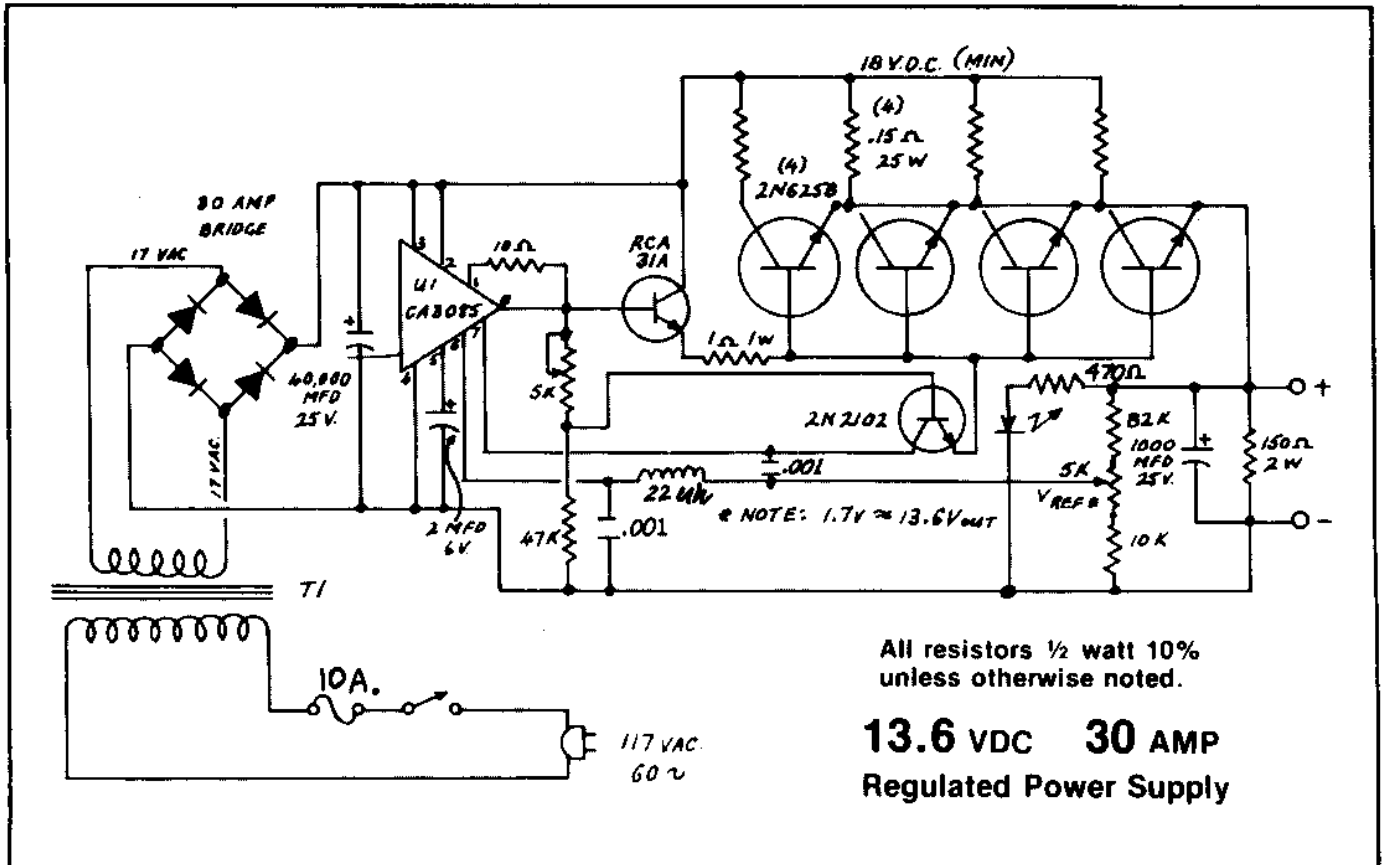 18 V.D.C. (MIN)
(4)
.15Ω
25 W
(4)
2N6258
30 AMP
BRIDGE
17 VAC
17 VAC.
+
40,000
MFD
25 V.
3
2
1
10Ω
U1
CA3085
8
7
6
5
4
RCA
31A
1Ω 1W
5K
2N2102
470Ω
+
82K
1000
MFD
25V.
+
150Ω
2W
5K
VREF*
10K
-
.001
22 Uh
* NOTE: 1.7V ≈ 13.6VOUT
.001
47K
+
2 MFD
6V.
T1
10A.
117 VAC.
60 ~
All resistors ½ watt 10%
unless otherwise noted.
13.6 VDC 30 AMP
Regulated Power Supply